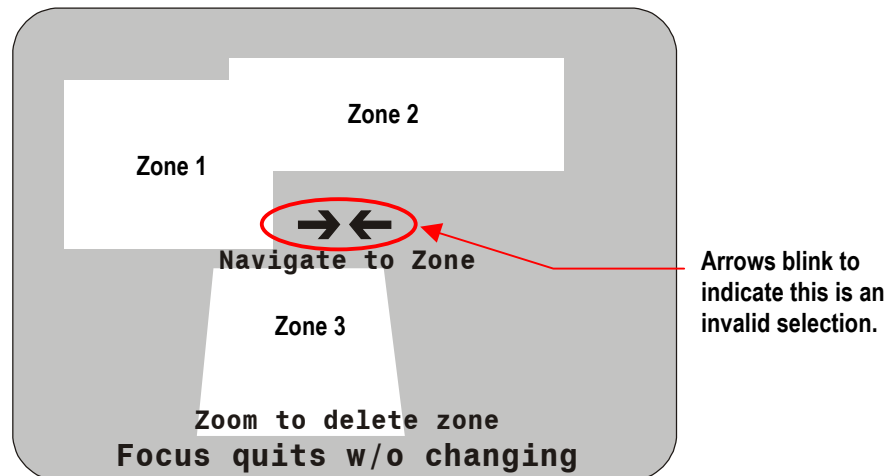 Zone 2
Zone 1
Navigate to Zone
Arrows blink to
indicate this is an
invalid selection.
Zone 3
Zoom to delete zone
Focus quits w/o changing